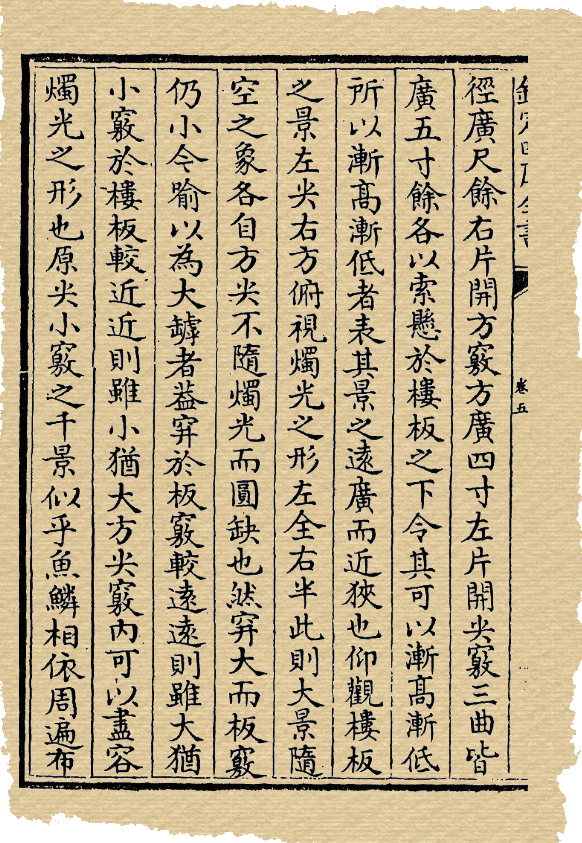 欽定四庫全書
卷五
徑廣尺餘右片開方竅方廣四寸左片開尖竅三曲皆
廣五寸餘各以索懸於樓板之下令其可以漸髙漸低
所以漸髙漸低者表其景之逺廣而近狹也仰觀樓板
之景左尖右方俯視燭光之形左全右半此則大景隨
空之象各自方尖不隨燭光而圓缺也然穽大而板竅
仍小今喻以為大罅者葢穽於板竅較逺逺則雖大猶
小竅於樓板較近近則雖小猶大方尖竅内可以盡容
燭光之形也原尖小竅之千景似乎魚鱗相依周遍布